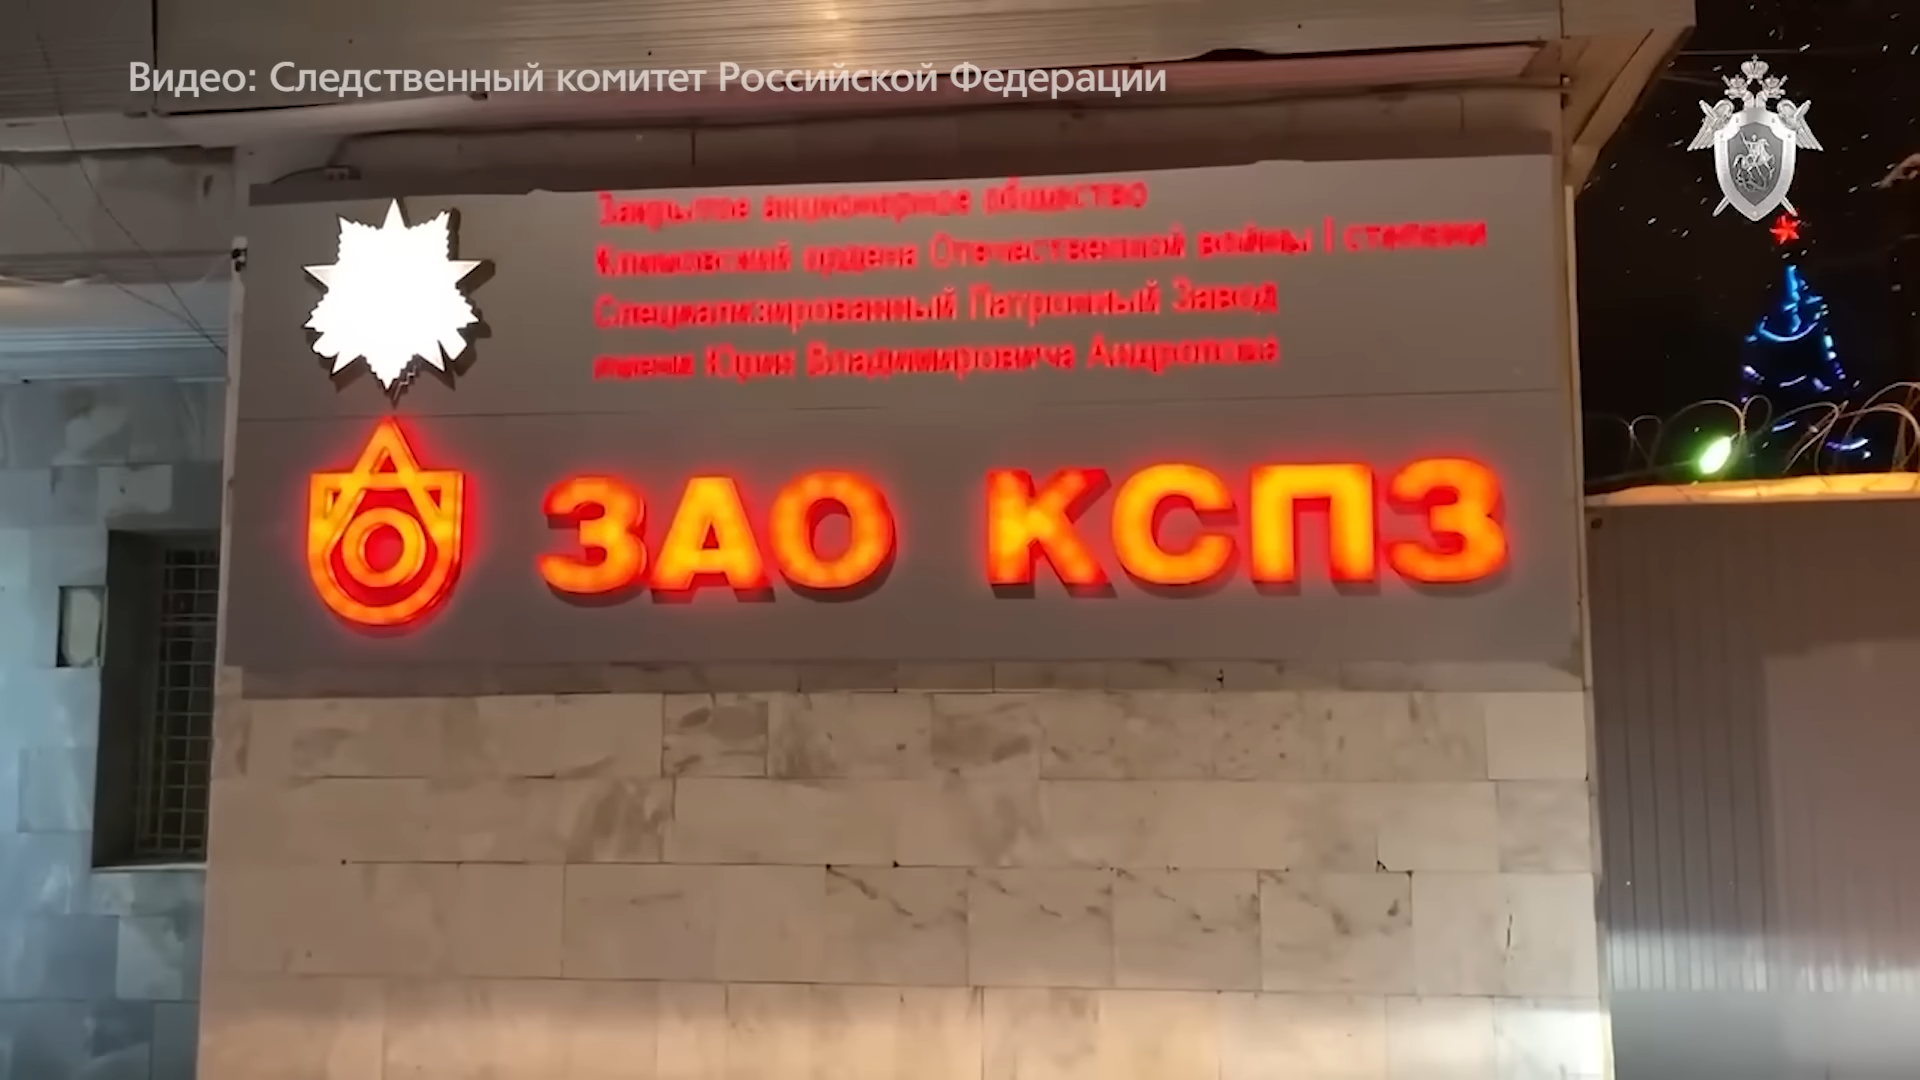 Видео: Следственный комитет Российской Федерации
Закрытое акционерное общество
Климовский ордена Отечественной войны I степени
Специализированный Патронный Завод
имени Юрия Владимировича Андропова
ЗАО КСПЗ